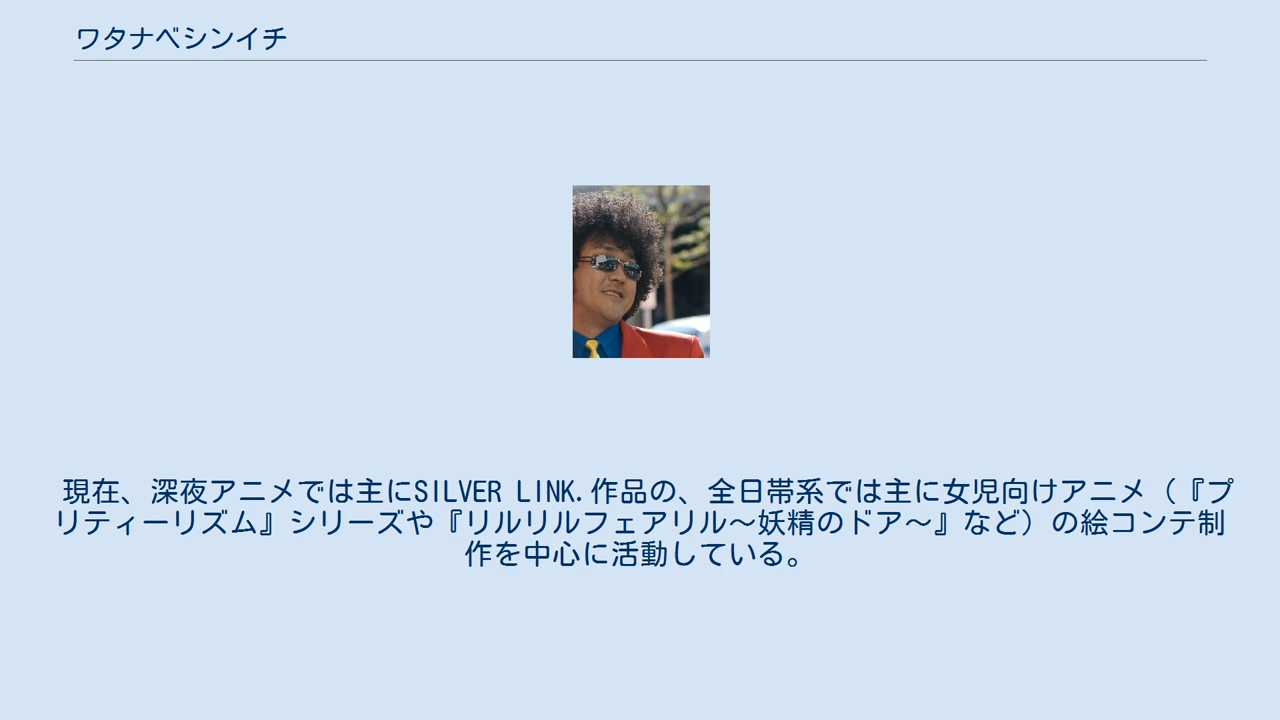 ワタナベシンイチ
現在、深夜アニメでは主にSILVER LINK.作品の、全日帯系では主に女児向けアニメ（『プ
リティーリズム』シリーズや『リルリルフェアリル〜妖精のドア〜』など）の絵コンテ制
作を中心に活動している。